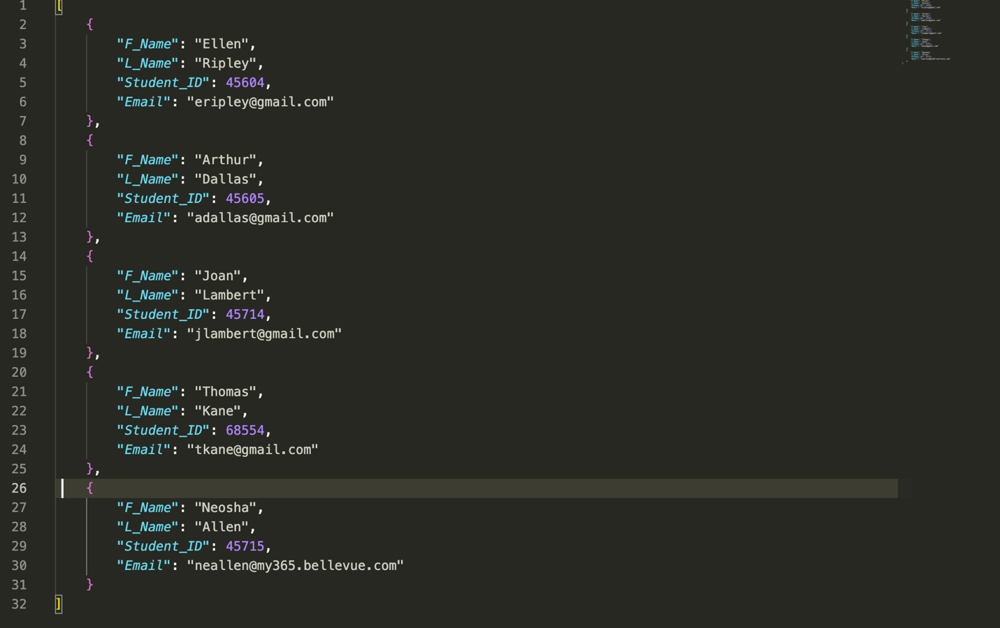 1 [
2 {
3 "F_Name": "Ellen",
4 "L_Name": "Ripley",
5 "Student_ID": 45604,
6 "Email": "eripley@gmail.com"
7 },
8 {
9 "F_Name": "Arthur",
10 "L_Name": "Dallas",
11 "Student_ID": 45605,
12 "Email": "adallas@gmail.com"
13 },
14 {
15 "F_Name": "Joan",
16 "L_Name": "Lambert",
17 "Student_ID": 45714,
18 "Email": "jlambert@gmail.com"
19 },
20 {
21 "F_Name": "Thomas",
22 "L_Name": "Kane",
23 "Student_ID": 68554,
24 "Email": "tkane@gmail.com"
25 },
26 {
27 "F_Name": "Neosha",
28 "L_Name": "Allen",
29 "Student_ID": 45715,
30 "Email": "neallen@my365.bellevue.com"
31 }
32 ]